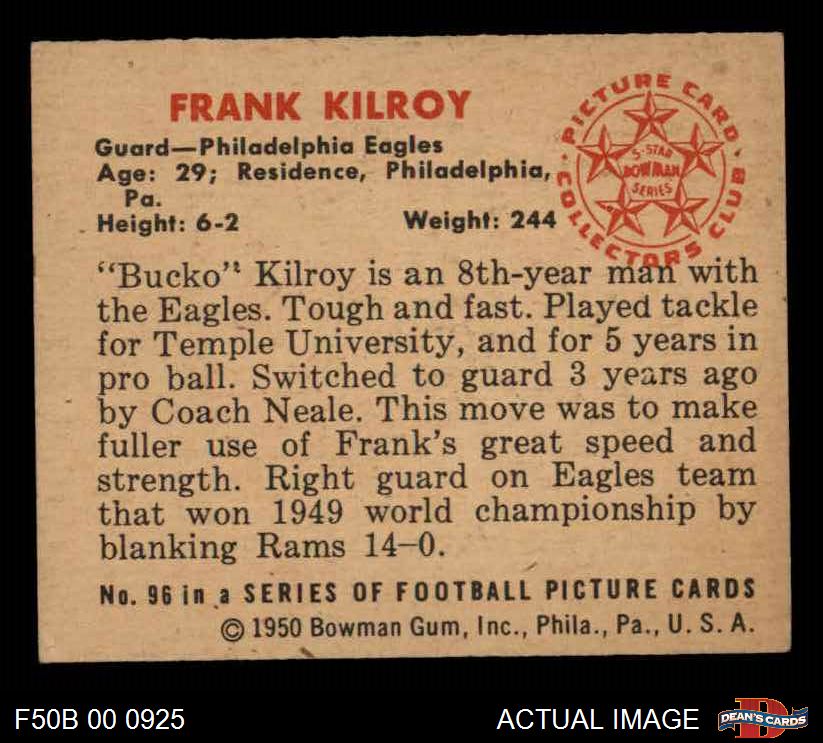 FRANK KILROY
Guard—Philadelphia Eagles
Age: 29; Residence, Philadelphia,
Pa.
Height: 6-2 Weight: 244
PICTURE CARD
COLLECTORS CLUB
5-STAR
BOWMAN
SERIES
"Bucko" Kilroy is an 8th-year man with
the Eagles. Tough and fast. Played tackle
for Temple University, and for 5 years in
pro ball. Switched to guard 3 years ago
by Coach Neale. This move was to make
fuller use of Frank's great speed and
strength. Right guard on Eagles team
that won 1949 world championship by
blanking Rams 14–0.
No. 96 in a SERIES OF FOOTBALL PICTURE CARDS
© 1950 Bowman Gum, Inc., Phila., Pa., U. S. A.
F50B 00 0925
ACTUAL IMAGE
D
DEAN'S CARDS